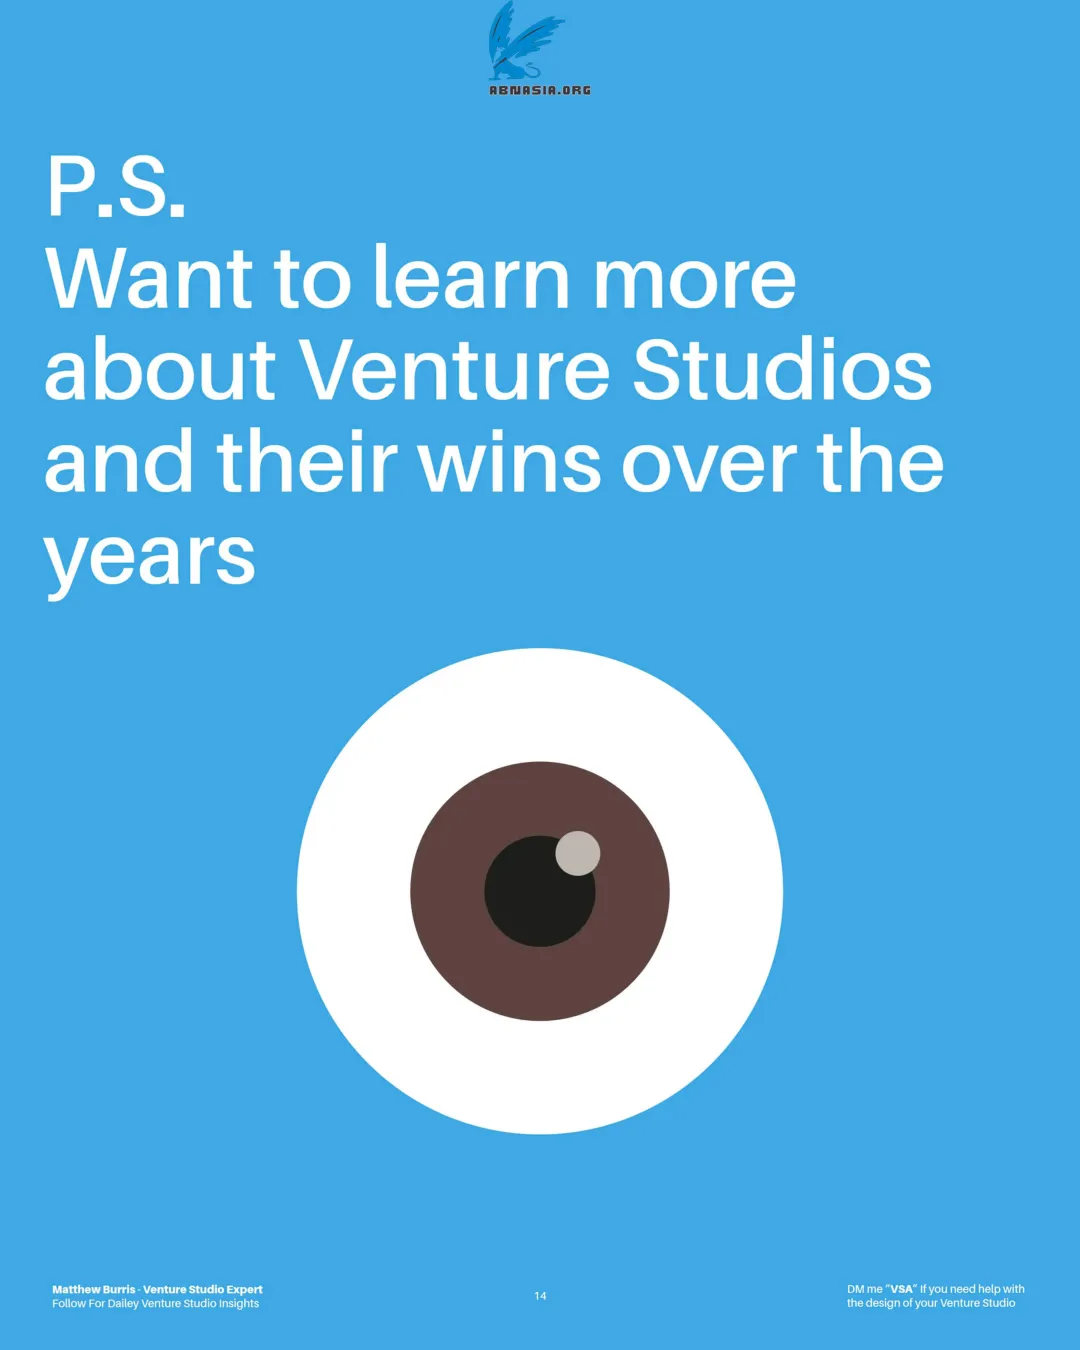 ABNASIA.ORG
P.S.
Want to learn more
about Venture Studios
and their wins over the
years
Matthew Burris - Venture Studio Expert
Follow For Dailey Venture Studio Insights
14
DM me "VSA" If you need help with
the design of your Venture Studio